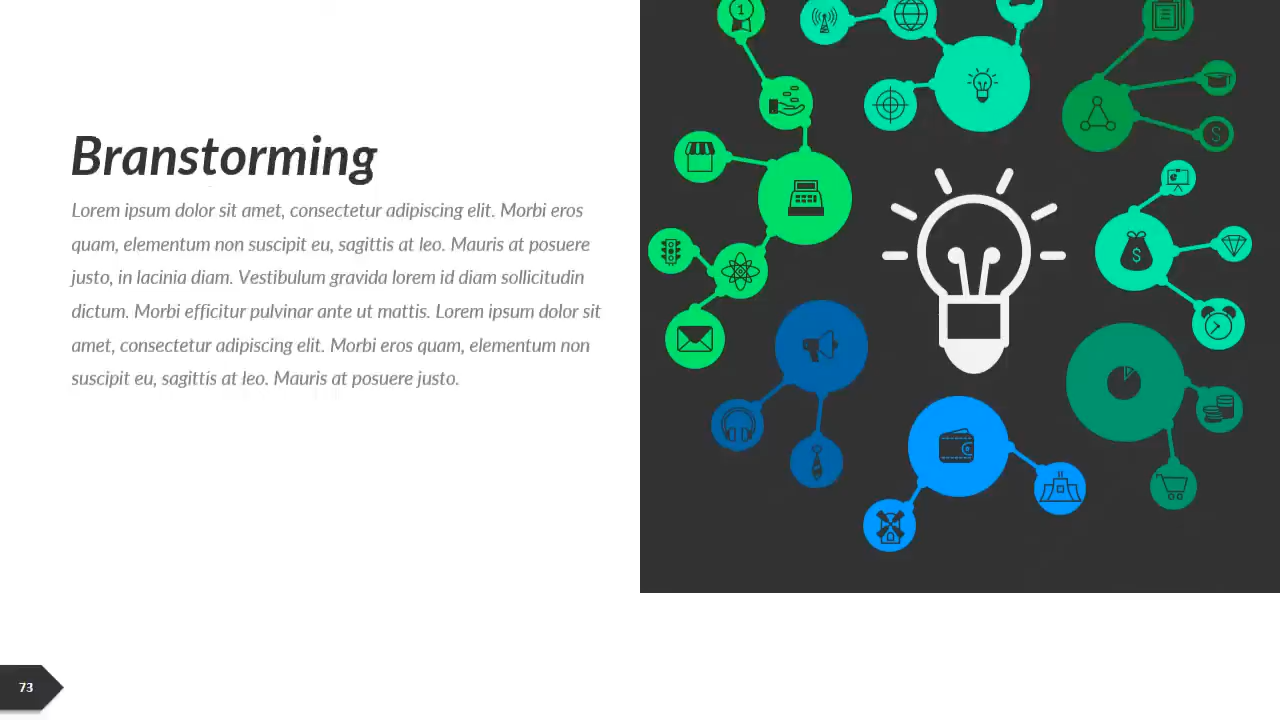 Branstorming
Lorem ipsum dolor sit amet, consectetur adipiscing elit. Morbi eros
quam, elementum non suscipit eu, sagittis at leo. Mauris at posuere
justo, in lacinia diam. Vestibulum gravida lorem id diam sollicitudin
dictum. Morbi efficitur pulvinar ante ut mattis. Lorem ipsum dolor sit
amet, consectetur adipiscing elit. Morbi eros quam, elementum non
suscipit eu, sagittis at leo. Mauris at posuere justo.
1
$
$
73